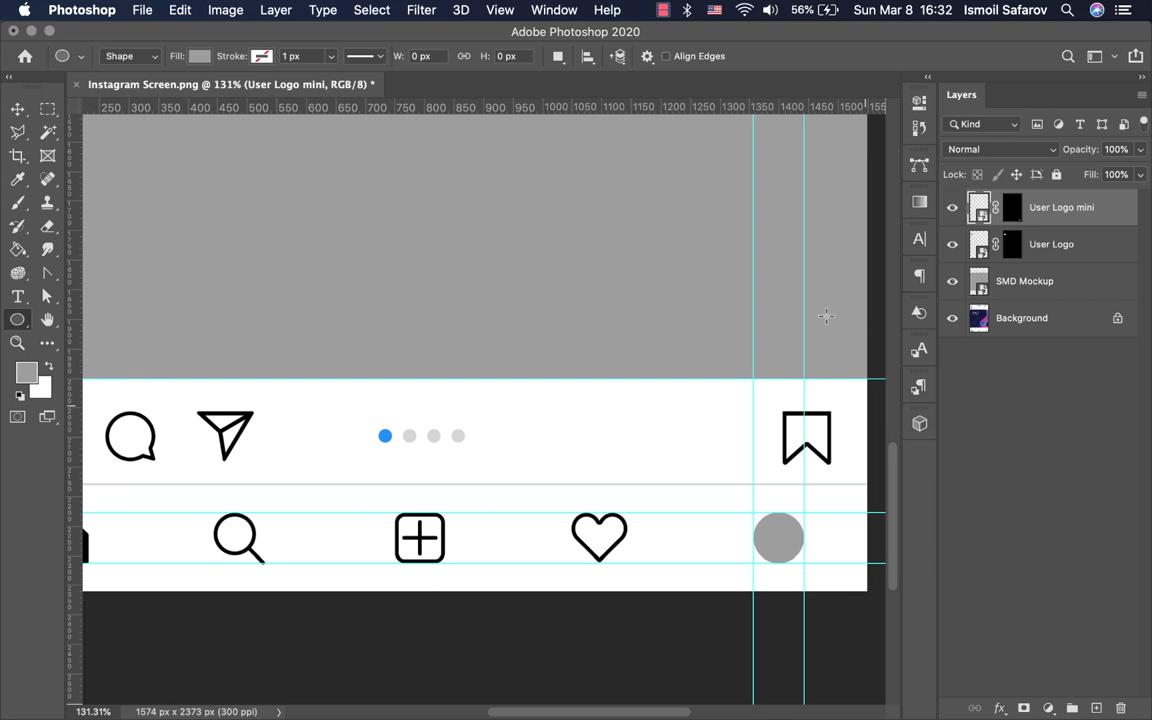 Photoshop File Edit Image Layer Type Select Filter 3D View Window Help 56% Sun Mar 8 16:32 Ismoil Safarov
Adobe Photoshop 2020
Shape Fill: Stroke: 1 px W: 0 px H: 0 px Align Edges
× Instagram Screen.png @ 131% (User Logo mini, RGB/8) *
250 300 350 400 450 500 550 600 650 700 750 800 850 900 950 1000 1050 1100 1150 1200 1250 1300 1350 1400 1450 1500 155
Layers
Kind
Normal Opacity: 100%
Lock: Fill: 100%
User Logo mini
User Logo
SMD Mockup
Background
131.31% 1574 px x 2373 px (300 ppi)